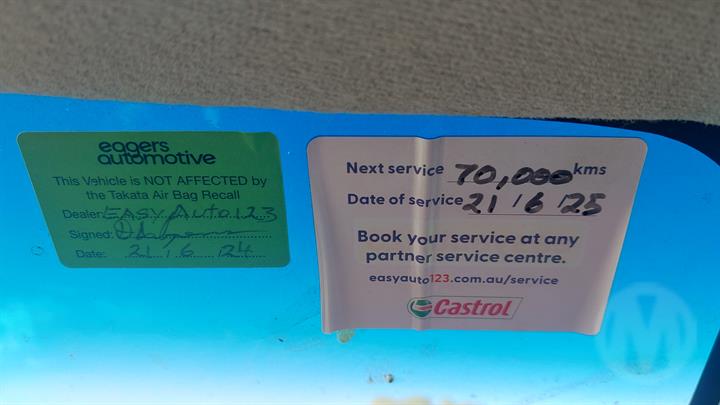 eagers
automotive
This Vehicle is NOT AFFECTED by
the Takata Air Bag Recall
Dealer: EASYAUTO123
Signed:
Date: 21/6/24
Next service 70,000 kms
Date of service 21/6/25
Book your service at any
partner service centre.
easyauto123.com.au/service
Castrol
M